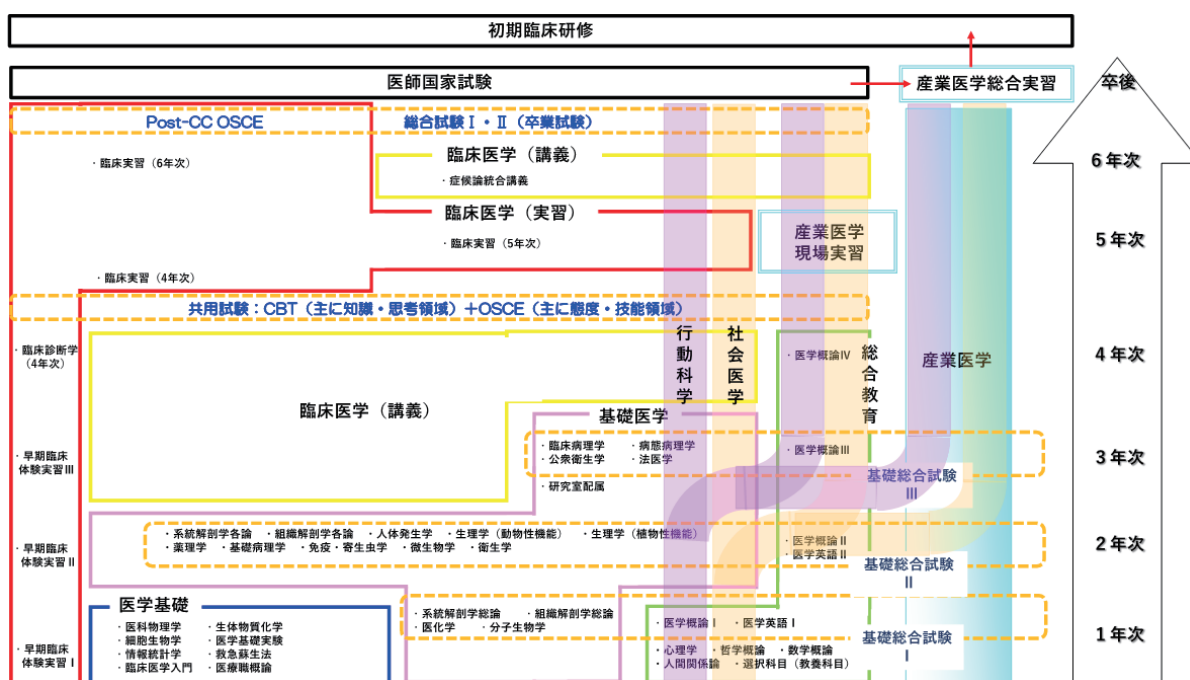 初期臨床研修
医師国家試験
産業医学総合実習
卒後
Post-CC OSCE
総合試験Ⅰ・Ⅱ（卒業試験）
臨床医学（講義）
・症候論統合講義
・臨床実習（6年次）
6年次
臨床医学（実習）
・臨床実習（5年次）
産業医学
現場実習
5年次
・臨床実習（4年次）
共用試験：CBT（主に知識・思考領域）＋OSCE（主に態度・技能領域）
・臨床診断学
（4年次）
臨床医学（講義）
行動科学
社会医学
・医学概論Ⅳ
総合教育
産業医学
4年次
基礎医学
・臨床病理学
・病態病理学
・公衆衛生学
・法医学
・研究室配属
・医学概論Ⅲ
基礎総合試験
Ⅲ
3年次
・早期臨床
体験実習Ⅲ
・系統解剖学各論
・組織解剖学各論
・人体発生学
・生理学（動物性機能）
・生理学（植物性機能）
・薬理学
・基礎病理学
・免疫・寄生虫学
・微生物学
・衛生学
・医学概論Ⅱ
・医学英語Ⅱ
基礎総合試験
Ⅱ
2年次
・早期臨床
体験実習Ⅱ
医学基礎
・医科物理学
・生体物質化学
・細胞生物学
・医学基礎実験
・情報統計学
・救急蘇生法
・臨床医学入門
・医療職概論
・系統解剖学総論
・組織解剖学総論
・医化学
・分子生物学
・医学概論Ⅰ
・医学英語Ⅰ
・心理学
・哲学概論
・数学概論
・人間関係論
・選択科目（教養科目）
基礎総合試験
Ⅰ
1年次
・早期臨床
体験実習Ⅰ